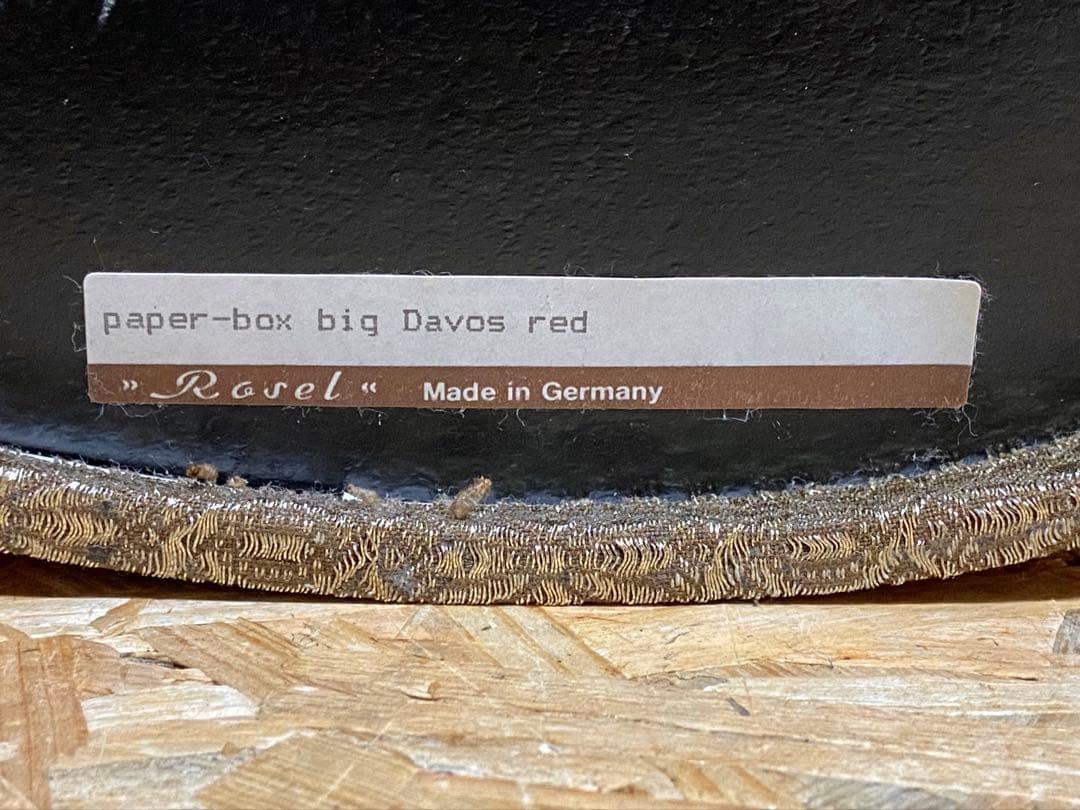 paper-box big Davos red
» Rosel « Made in Germany